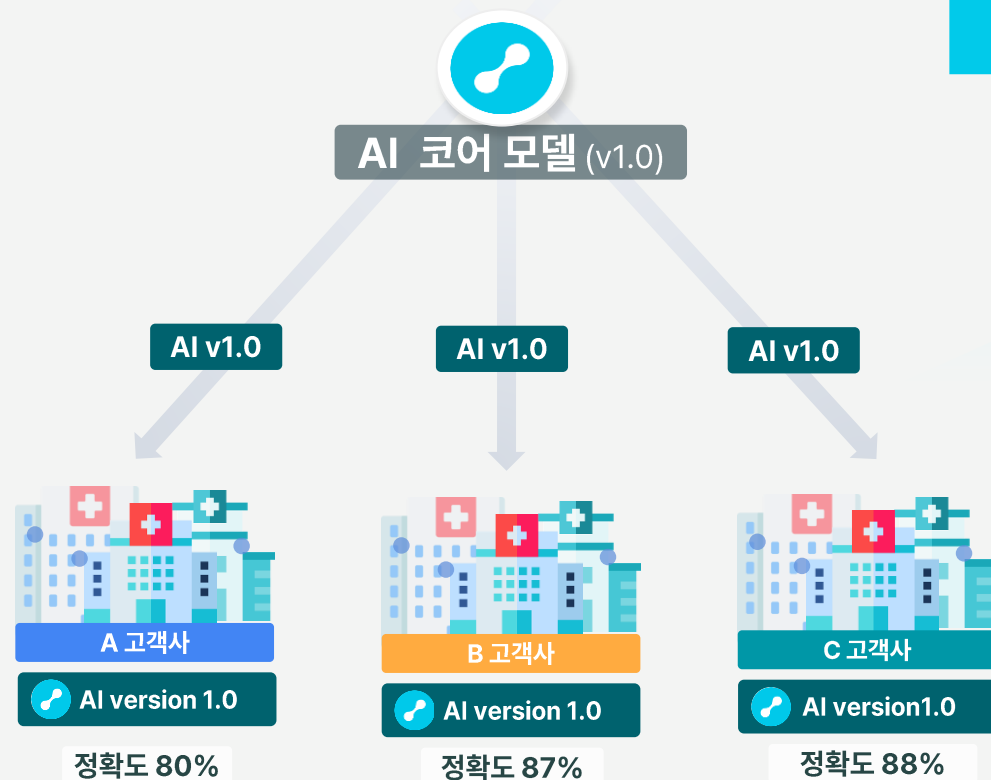 AI 코어 모델 (v1.0)
AI v1.0
AI v1.0
AI v1.0
A 고객사
B 고객사
C 고객사
AI version 1.0
AI version 1.0
AI version1.0
정확도 80%
정확도 87%
정확도 88%